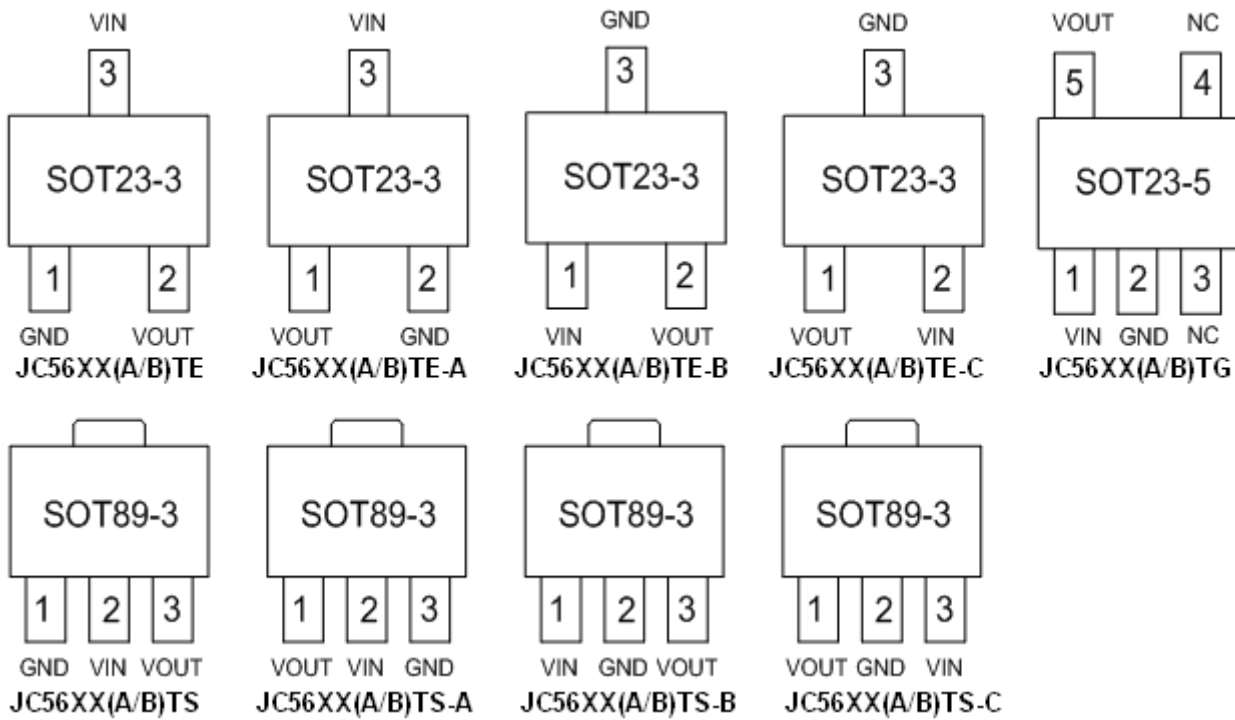 VIN VIN GND GND VOUT NC
3 3 3 3 5 4
SOT23-3 SOT23-3 SOT23-3 SOT23-3 SOT23-5
1 2 1 2 1 2 1 2 1 2 3
GND VOUT VOUT GND VIN VOUT VOUT VIN VIN GND NC
JC56XX(A/B)TE JC56XX(A/B)TE-A JC56XX(A/B)TE-B JC56XX(A/B)TE-C JC56XX(A/B)TG
SOT89-3 SOT89-3 SOT89-3 SOT89-3
1 2 3 1 2 3 1 2 3 1 2 3
GND VIN VOUT VOUT VIN GND VIN GND VOUT VOUT GND VIN
JC56XX(A/B)TS JC56XX(A/B)TS-A JC56XX(A/B)TS-B JC56XX(A/B)TS-C